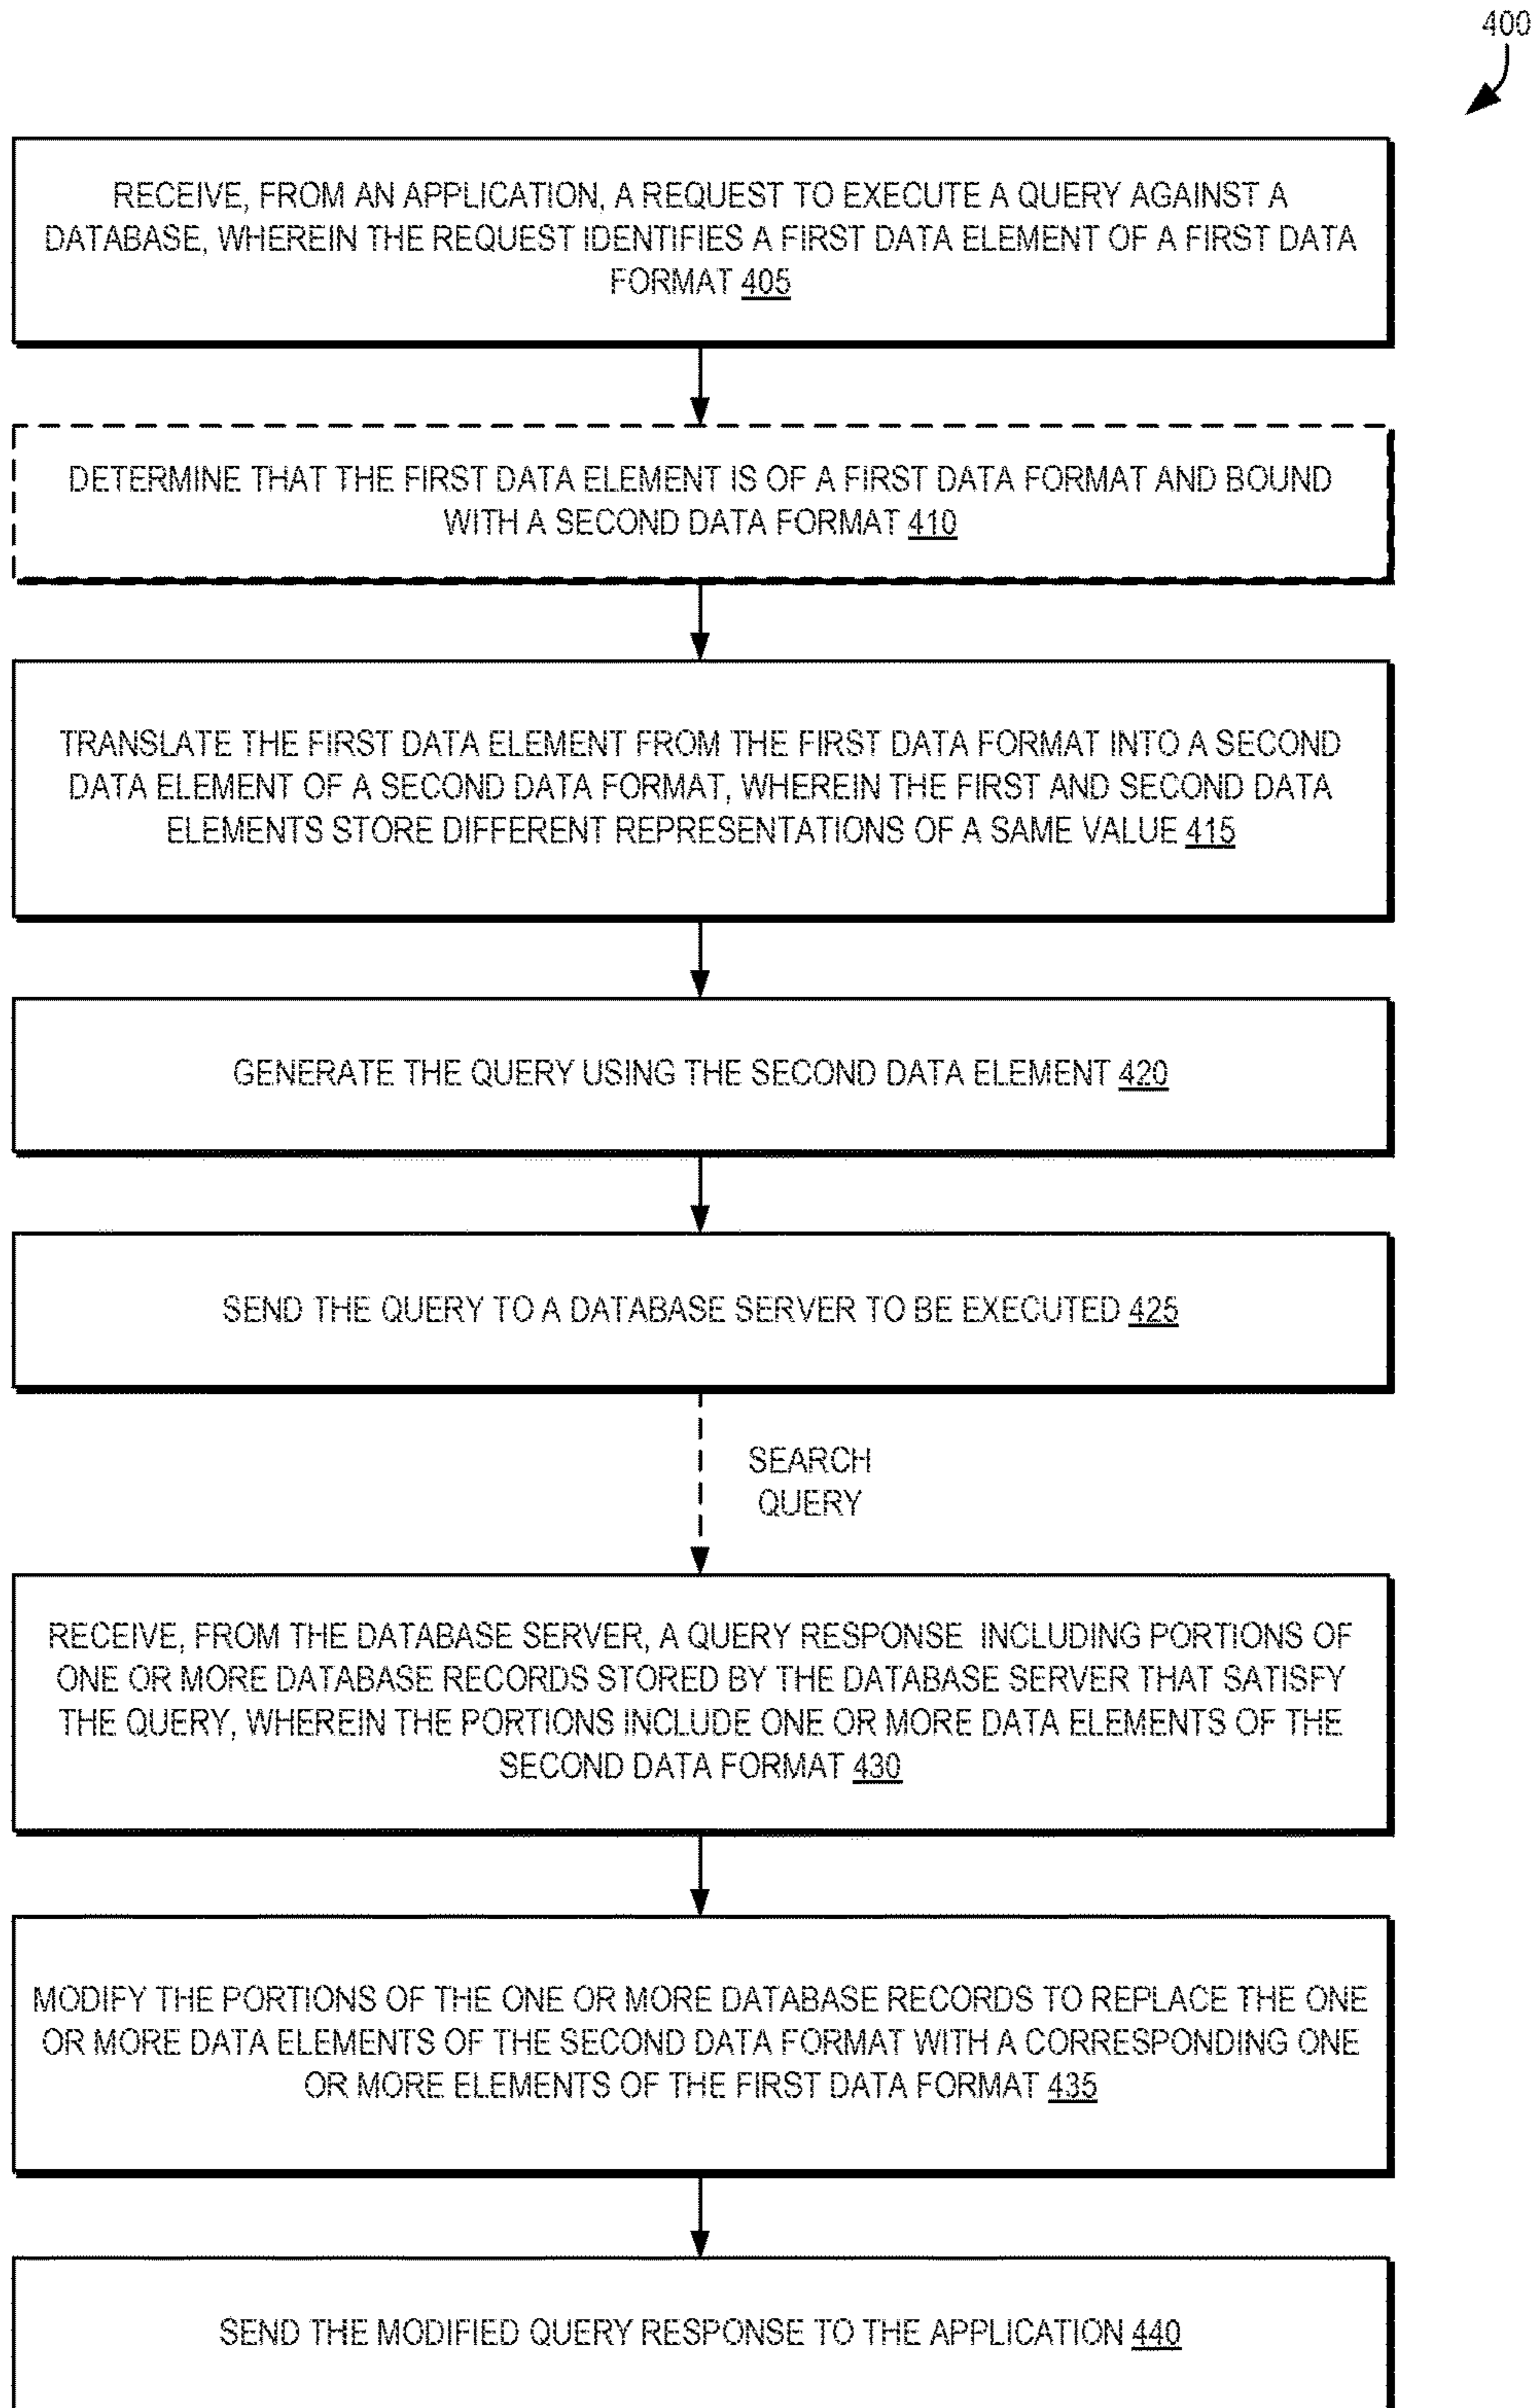 400
RECEIVE, FROM AN APPLICATION, A REQUEST TO EXECUTE A QUERY AGAINST A
DATABASE, WHEREIN THE REQUEST IDENTIFIES A FIRST DATA ELEMENT OF A FIRST DATA
FORMAT 405
DETERMINE THAT THE FIRST DATA ELEMENT IS OF A FIRST DATA FORMAT AND BOUND
WITH A SECOND DATA FORMAT 410
TRANSLATE THE FIRST DATA ELEMENT FROM THE FIRST DATA FORMAT INTO A SECOND
DATA ELEMENT OF A SECOND DATA FORMAT, WHEREIN THE FIRST AND SECOND DATA
ELEMENTS STORE DIFFERENT REPRESENTATIONS OF A SAME VALUE 415
GENERATE THE QUERY USING THE SECOND DATA ELEMENT 420
SEND THE QUERY TO A DATABASE SERVER TO BE EXECUTED 425
SEARCH
QUERY
RECEIVE, FROM THE DATABASE SERVER, A QUERY RESPONSE INCLUDING PORTIONS OF
ONE OR MORE DATABASE RECORDS STORED BY THE DATABASE SERVER THAT SATISFY
THE QUERY, WHEREIN THE PORTIONS INCLUDE ONE OR MORE DATA ELEMENTS OF THE
SECOND DATA FORMAT 430
MODIFY THE PORTIONS OF THE ONE OR MORE DATABASE RECORDS TO REPLACE THE ONE
OR MORE DATA ELEMENTS OF THE SECOND DATA FORMAT WITH A CORRESPONDING ONE
OR MORE ELEMENTS OF THE FIRST DATA FORMAT 435
SEND THE MODIFIED QUERY RESPONSE TO THE APPLICATION 440